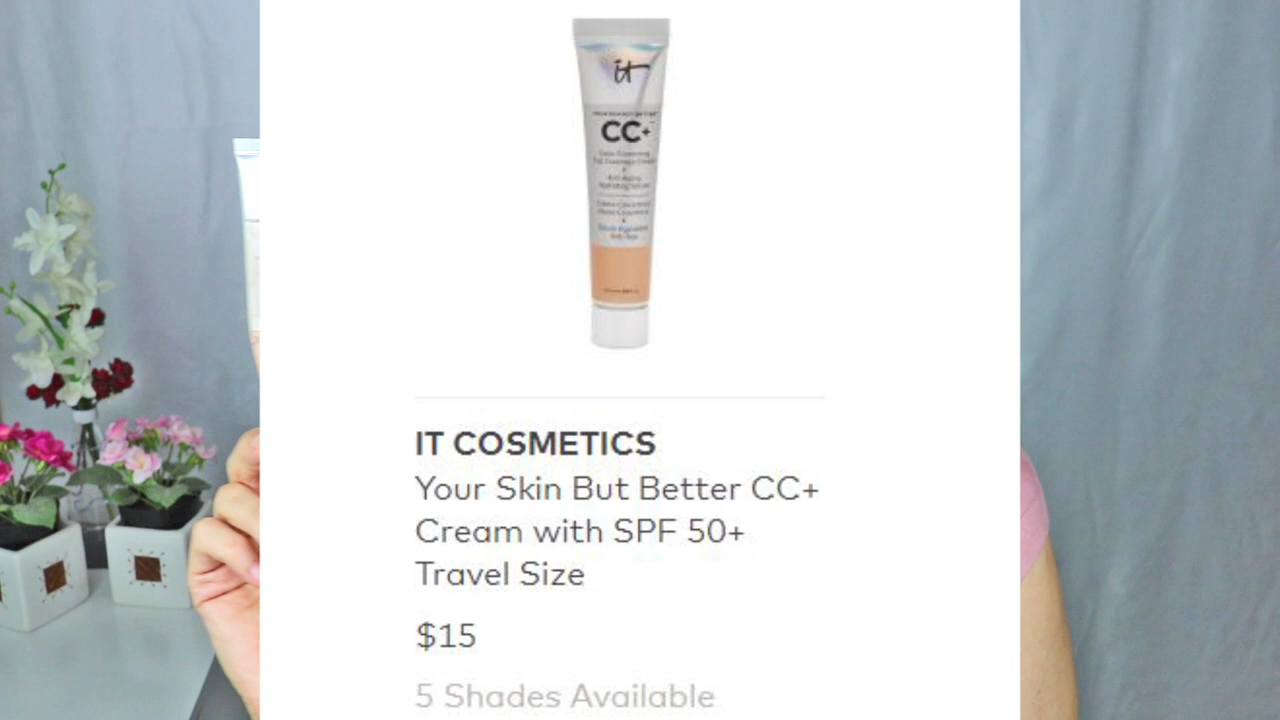 it
CC+
IT COSMETICS
Your Skin But Better CC+
Cream with SPF 50+
Travel Size
$15
5 Shades Available